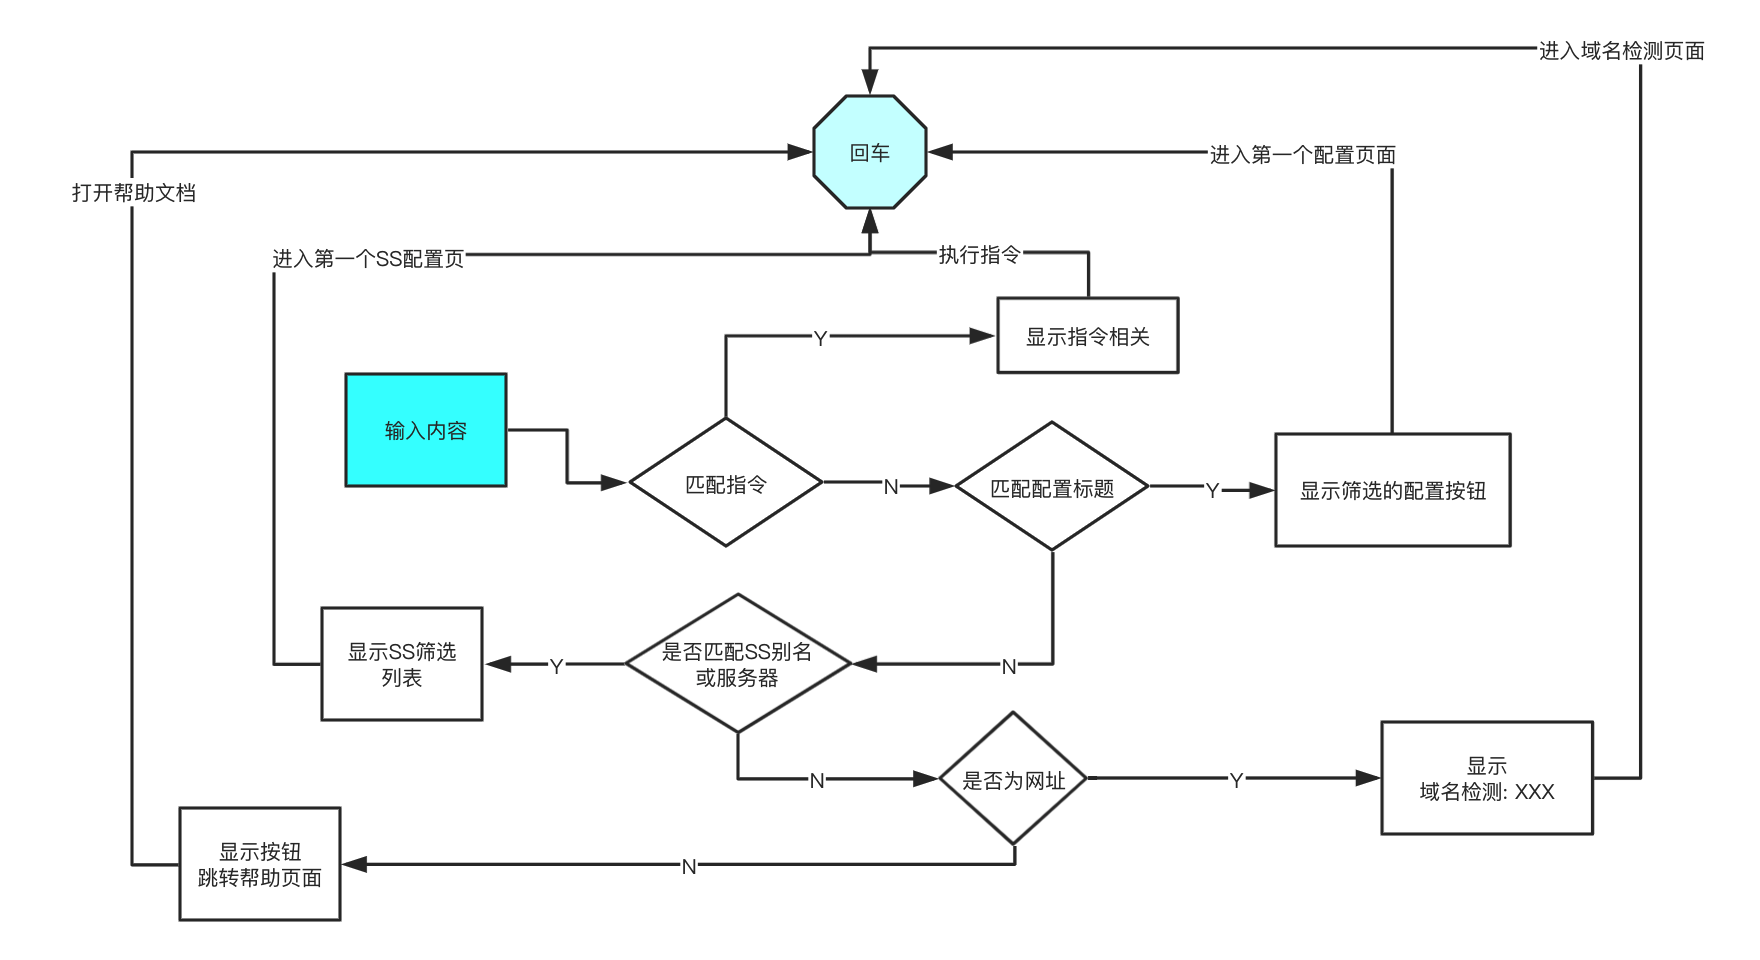 进入域名检测页面
回车
进入第一个配置页面
打开帮助文档
进入第一个SS配置页
执行指令
Y
显示指令相关
输入内容
匹配指令
N
匹配配置标题
Y
显示筛选的配置按钮
显示SS筛选
列表
Y
是否匹配SS别名
或服务器
N
N
是否为网址
Y
显示
域名检测: XXX
显示按钮
跳转帮助页面
N